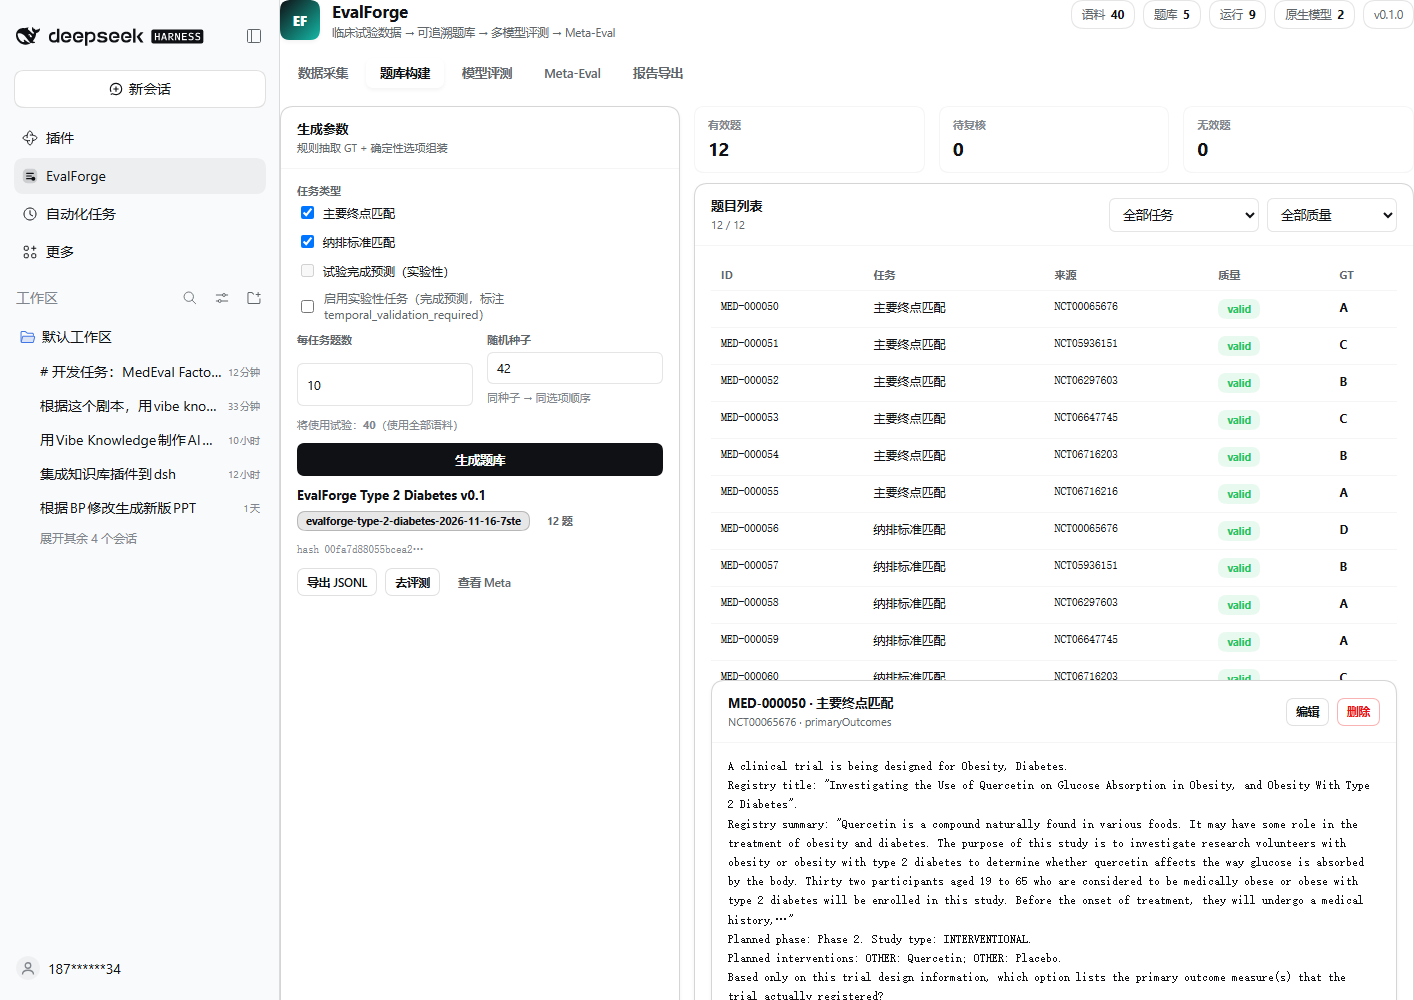 deepseek HARNESS
新会话
插件
EvalForge
自动化任务
更多
工作区
默认工作区
# 开发任务：MedEval Facto... 12分钟
根据这个剧本，用vibe kno... 33分钟
用Vibe Knowledge制作AI... 10小时
集成知识库插件到dsh 12小时
根据BP修改生成新版PPT 1天
展开其余 4 个会话
187******34
EF
EvalForge
临床试验数据 → 可追溯题库 → 多模型评测 → Meta-Eval
语料 40
题库 5
运行 9
原生模型 2
v0.1.0
数据采集
题库构建
模型评测
Meta-Eval
报告导出
生成参数
规则抽取 GT + 确定性选项组装
任务类型
主要终点匹配
纳排标准匹配
试验完成预测（实验性）
启用实验性任务（完成预测，标注
temporal_validation_required）
每任务题数
10
随机种子
42
同种子 → 同选项顺序
将使用试验：40（使用全部语料）
生成题库
EvalForge Type 2 Diabetes v0.1
evalforge-type-2-diabetes-2026-11-16-7ste 12 题
hash 00fa7d88055bcea2…
导出 JSONL
去评测
查看 Meta
有效题
12
待复核
0
无效题
0
题目列表
12 / 12
全部任务
全部质量
ID 任务 来源 质量 GT
MED-000050 主要终点匹配 NCT00065676 valid A
MED-000051 主要终点匹配 NCT05936151 valid C
MED-000052 主要终点匹配 NCT06297603 valid B
MED-000053 主要终点匹配 NCT06647745 valid C
MED-000054 主要终点匹配 NCT06716203 valid B
MED-000055 主要终点匹配 NCT06716216 valid A
MED-000056 纳排标准匹配 NCT00065676 valid D
MED-000057 纳排标准匹配 NCT05936151 valid B
MED-000058 纳排标准匹配 NCT06297603 valid A
MED-000059 纳排标准匹配 NCT06647745 valid A
MED-000060 纳排标准匹配 NCT06716203 valid C
MED-000050 · 主要终点匹配
NCT00065676 · primaryOutcomes
编辑
删除
A clinical trial is being designed for Obesity, Diabetes.
Registry title: "Investigating the Use of Quercetin on Glucose Absorption in Obesity, and Obesity With Type
2 Diabetes".
Registry summary: "Quercetin is a compound naturally found in various foods. It may have some role in the
treatment of obesity and diabetes. The purpose of this study is to investigate research volunteers with
obesity or obesity with type 2 diabetes to determine whether quercetin affects the way glucose is absorbed
by the body. Thirty two participants aged 19 to 65 who are considered to be medically obese or obese with
type 2 diabetes will be enrolled in this study. Before the onset of treatment, they will undergo a medical
history,…"
Planned phase: Phase 2. Study type: INTERVENTIONAL.
Planned interventions: OTHER: Quercetin; OTHER: Placebo.
Based only on this trial design information, which option lists the primary outcome measure(s) that the
trial actually registered?